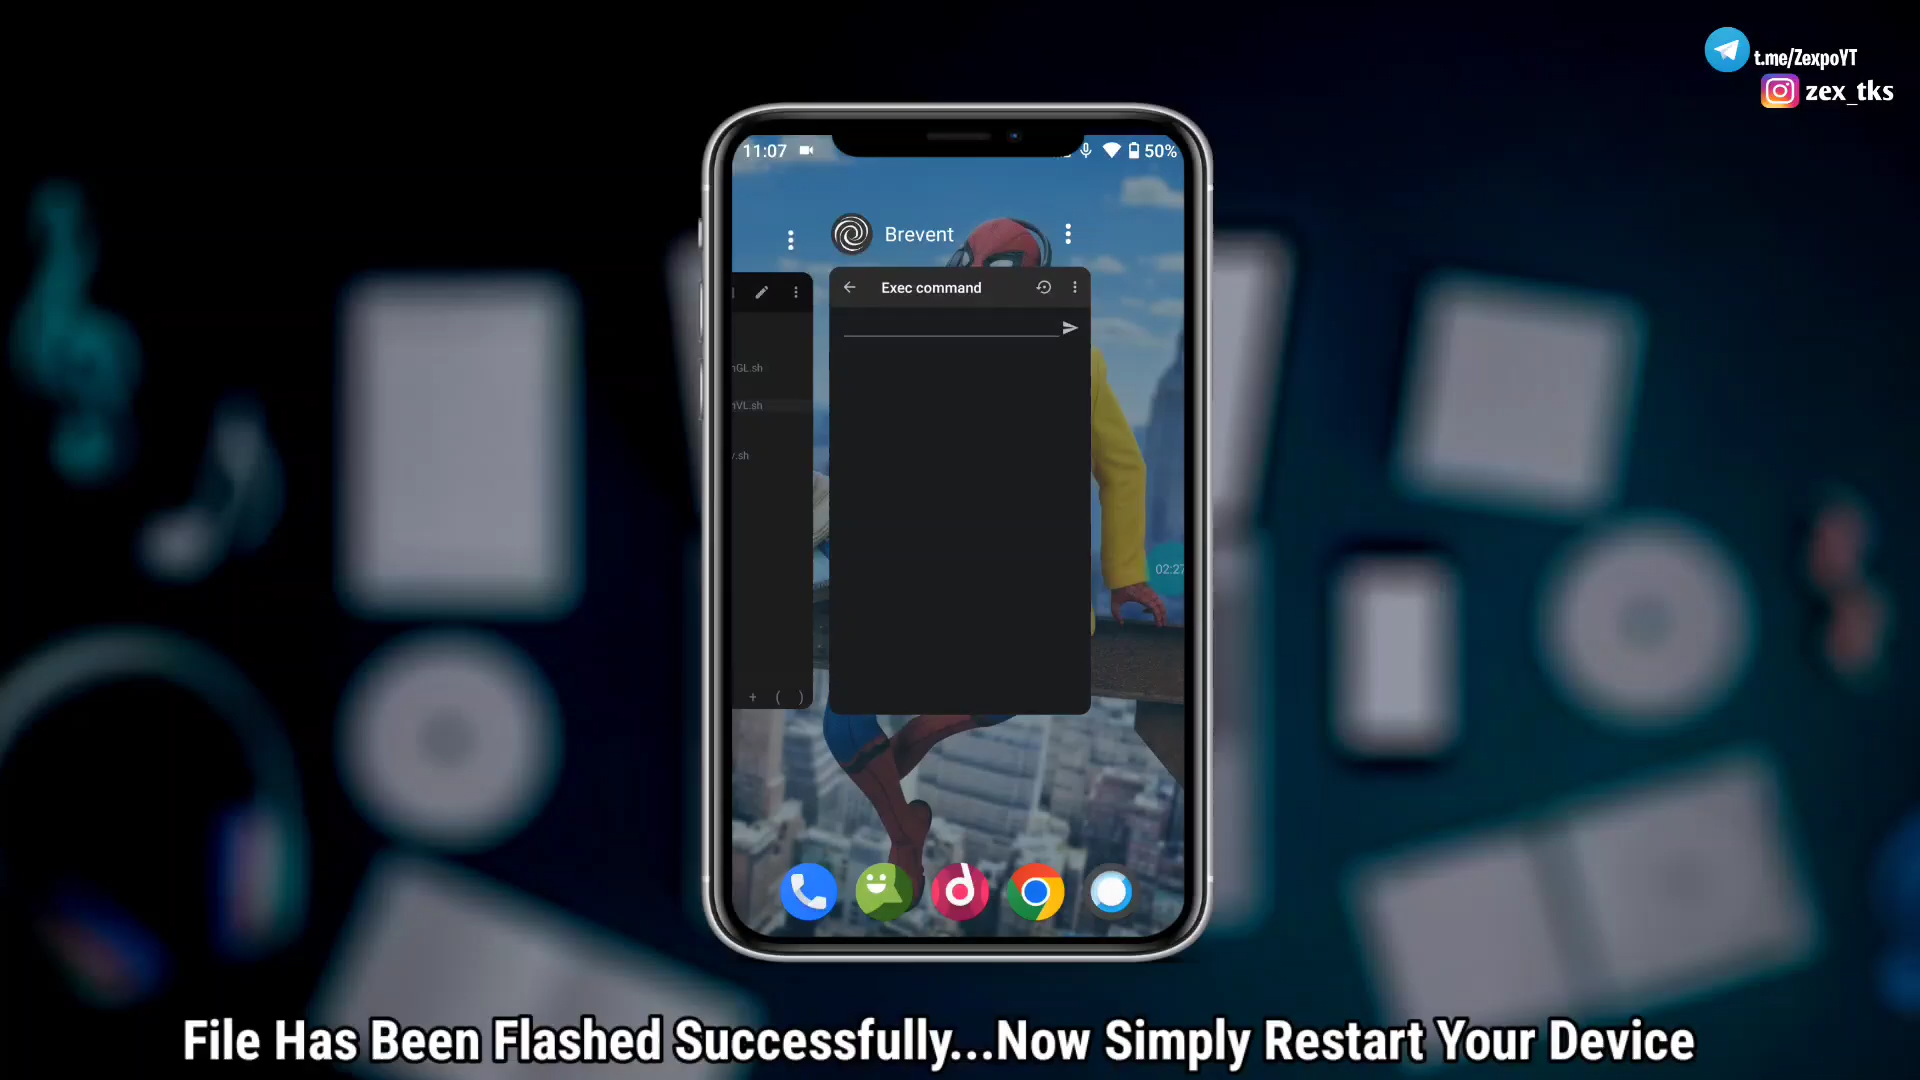 t.me/ZexpoYT
zex_tks
11:07
50%
Brevent
Exec command
GL.sh
VL.sh
.sh
02:27
+ ( )
File Has Been Flashed Successfully...Now Simply Restart Your Device